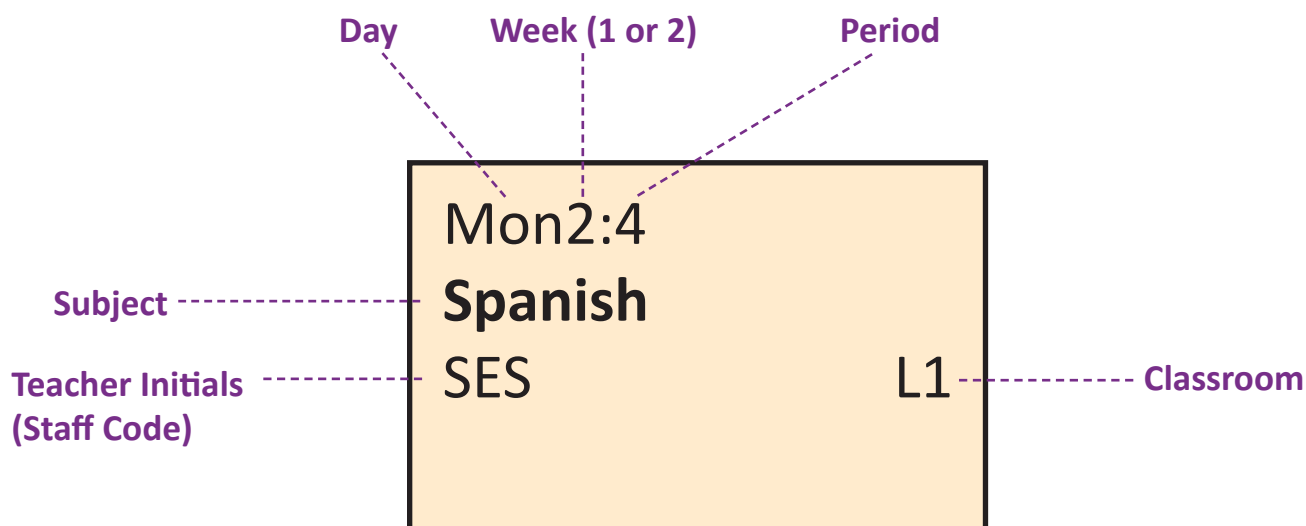 Day Week (1 or 2) Period
Mon2:4
Subject Spanish
Teacher Initials SES L1 Classroom
(Staff Code)